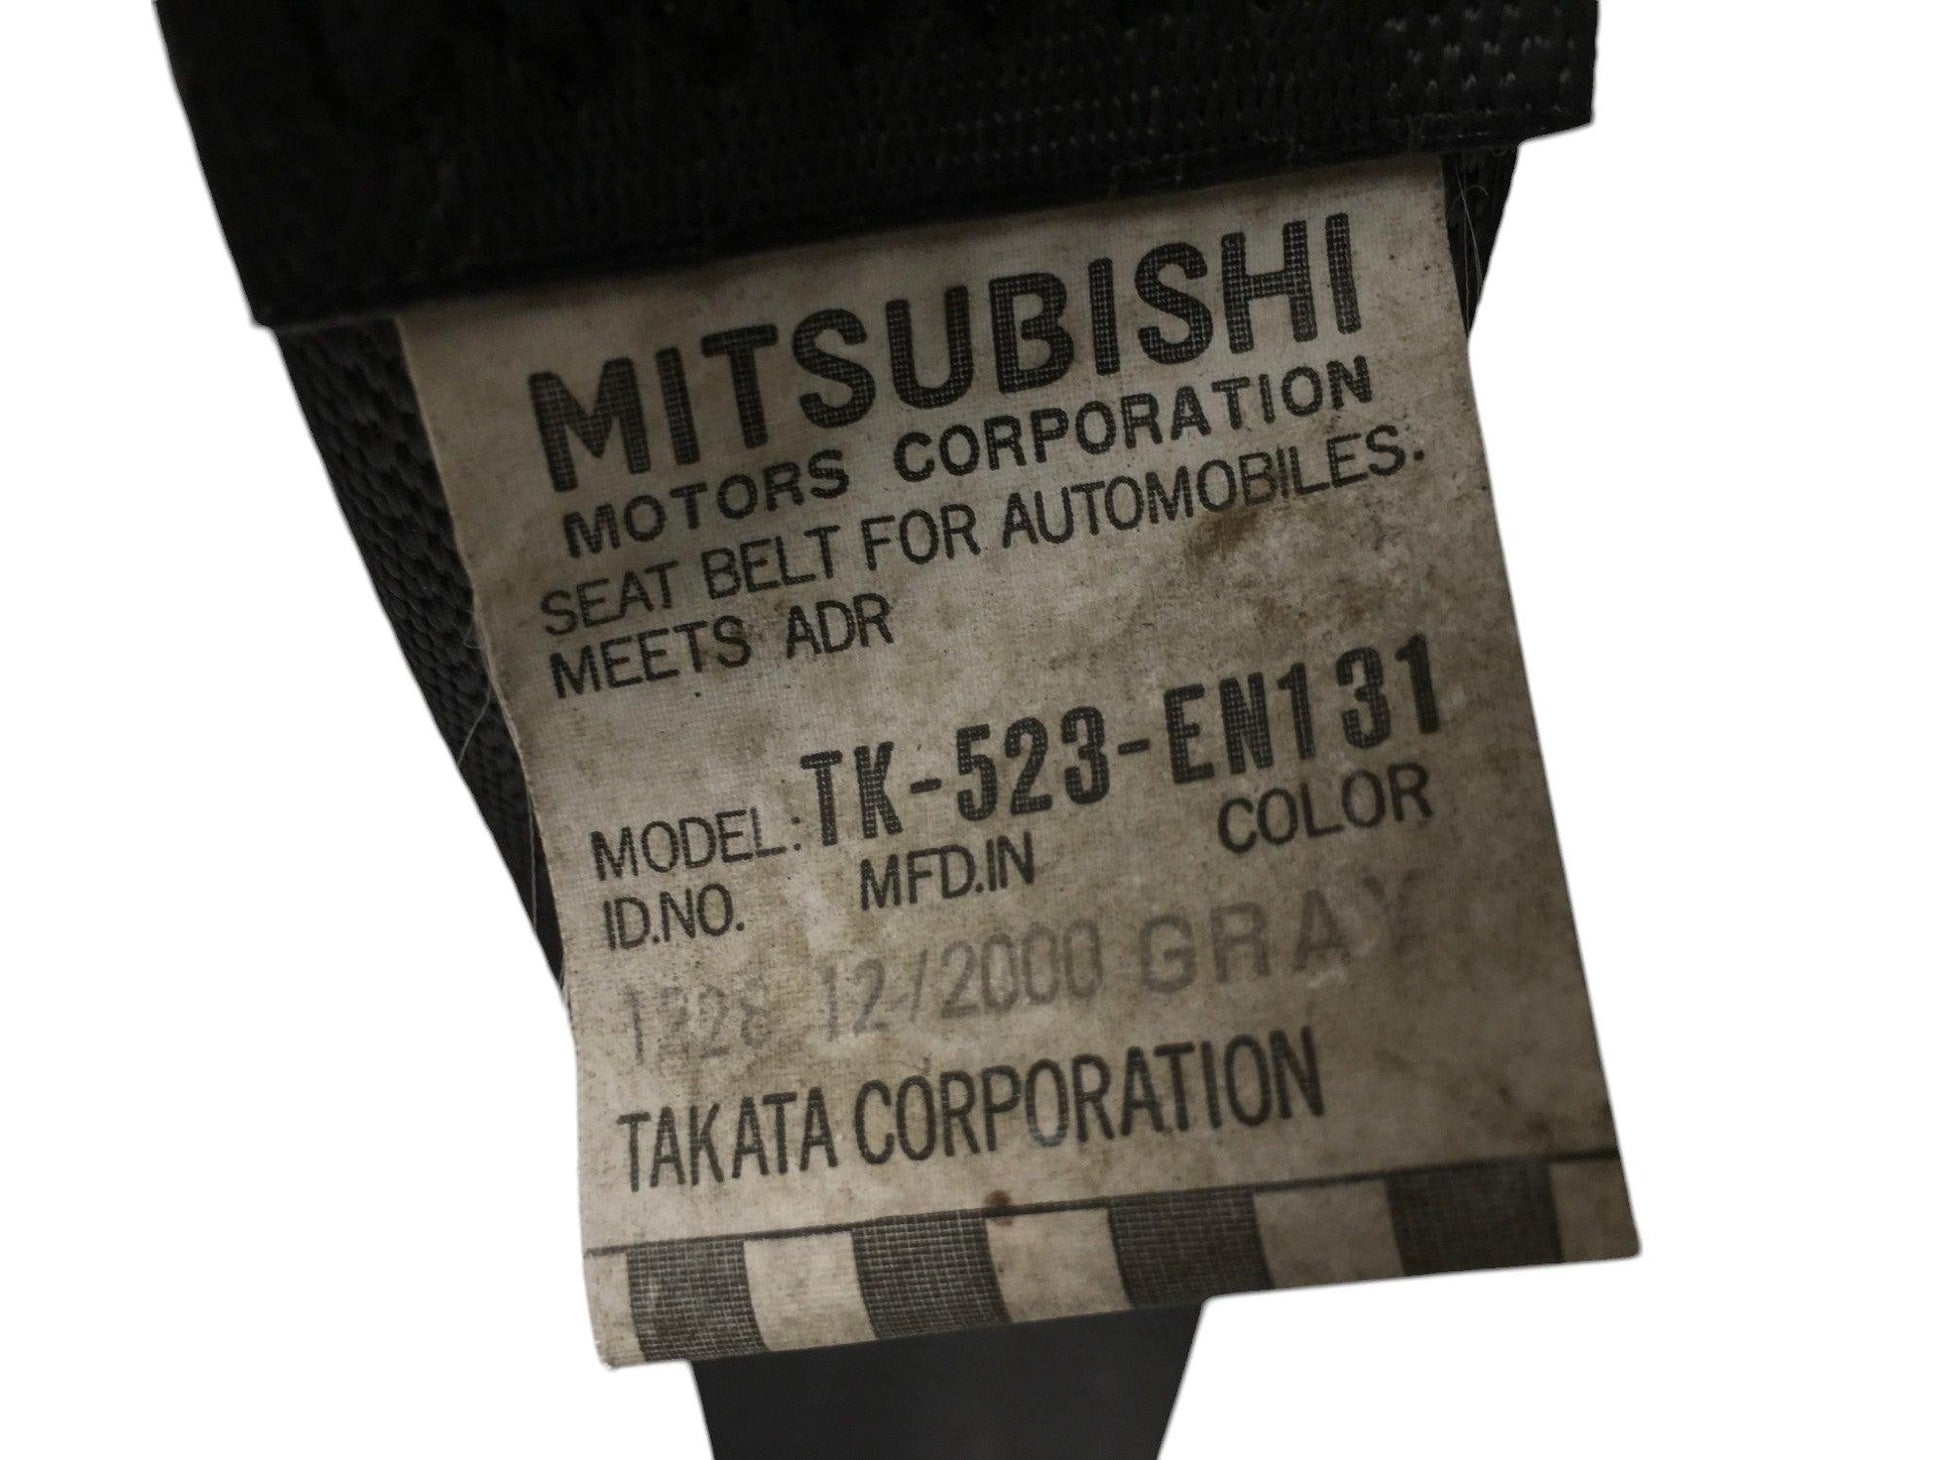 MITSUBISHI
MOTORS CORPORATION
SEAT BELT FOR AUTOMOBILES.
MEETS ADR
MODEL: TK-523-EN131
ID.NO. MFD.IN COLOR
1228 12/2000 GRAY
TAKATA CORPORATION